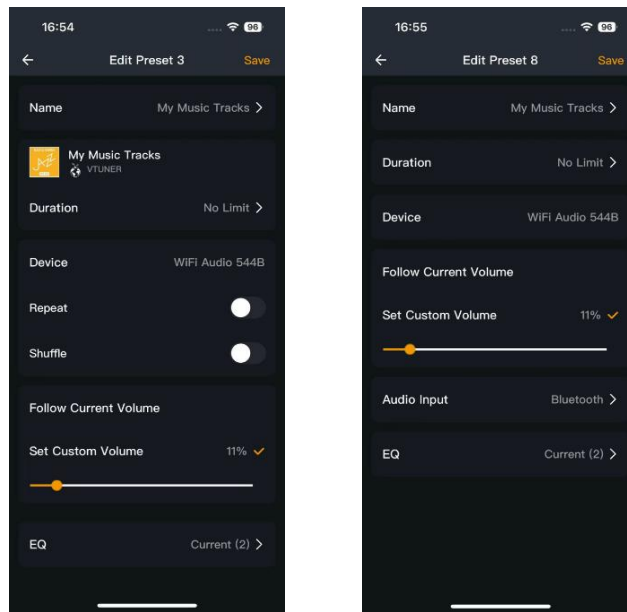 16:54
96
Edit Preset 3
Save
Name
My Music Tracks
My Music Tracks
VTUNER
Duration
No Limit
Device
WiFi Audio 544B
Repeat
Shuffle
Follow Current Volume
Set Custom Volume
11%
EQ
Current (2)
16:55
96
Edit Preset 8
Save
Name
My Music Tracks
Duration
No Limit
Device
WiFi Audio 544B
Follow Current Volume
Set Custom Volume
11%
Audio Input
Bluetooth
EQ
Current (2)